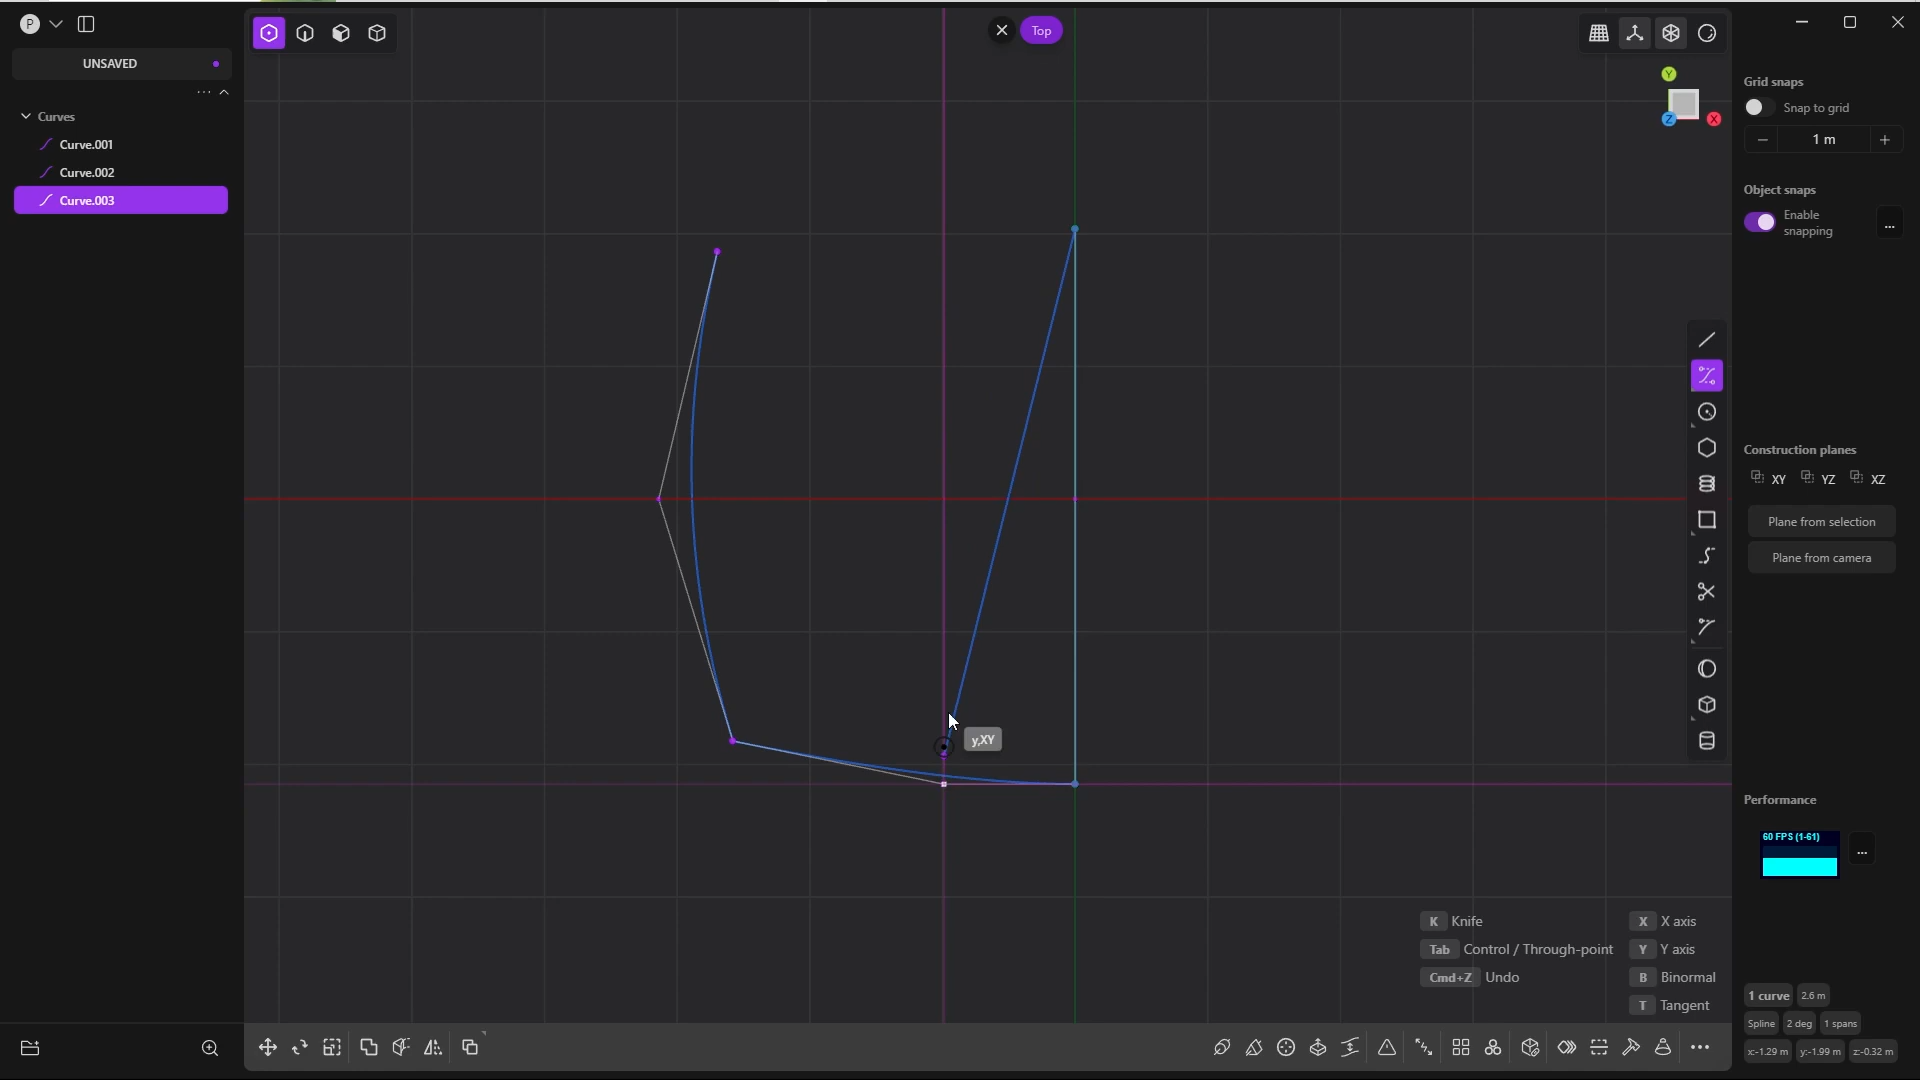 P
UNSAVED
Curves
Curve.001
Curve.002
Curve.003
Top
Y
Z
X
y,XY
Grid snaps
Snap to grid
1 m
Object snaps
Enable
snapping
Construction planes
XY
YZ
XZ
Plane from selection
Plane from camera
Performance
60 FPS (1-61)
K Knife
X X axis
Tab Control / Through-point
Y Y axis
Cmd+Z Undo
B Binormal
T Tangent
1 curve 2.6 m
Spline 2 deg 1 spans
x:-1.29 m y:-1.99 m z:-0.32 m